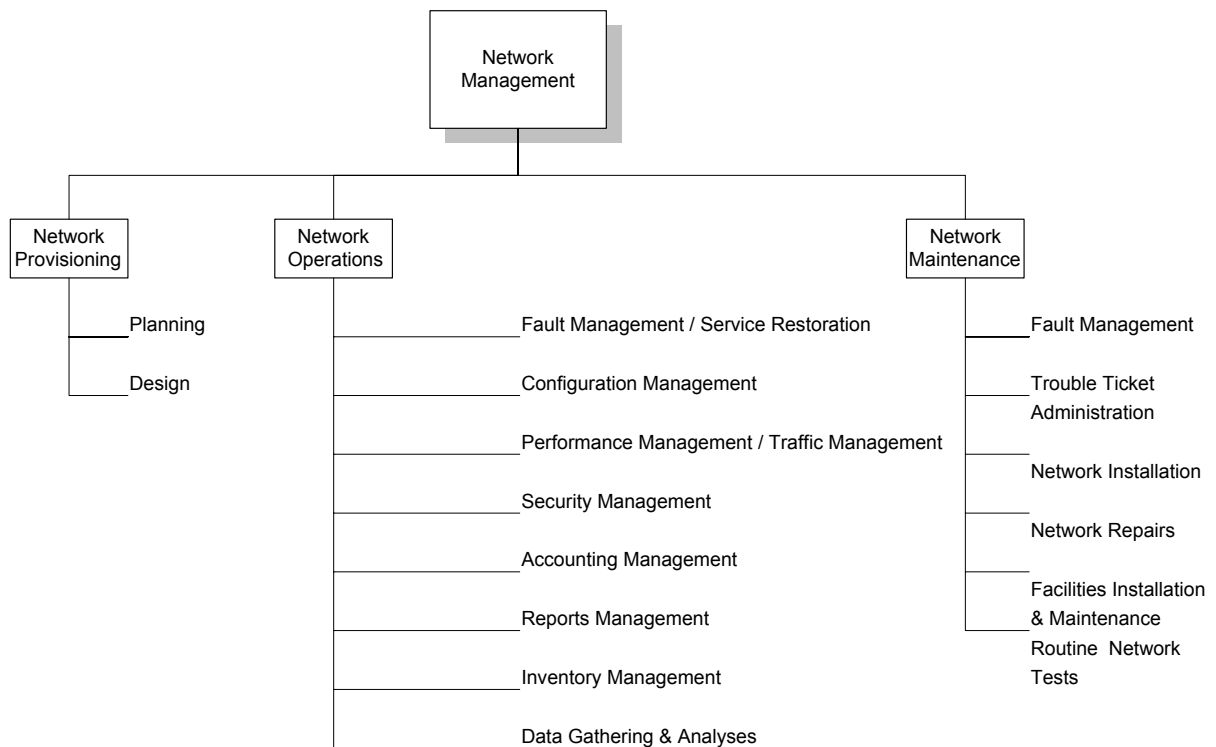 Network
Management
Network
Provisioning
Planning
Design
Network
Operations
Fault Management / Service Restoration
Configuration Management
Performance Management / Traffic Management
Security Management
Accounting Management
Reports Management
Inventory Management
Data Gathering & Analyses
Network
Maintenance
Fault Management
Trouble Ticket
Administration
Network Installation
Network Repairs
Facilities Installation
& Maintenance
Routine Network
Tests